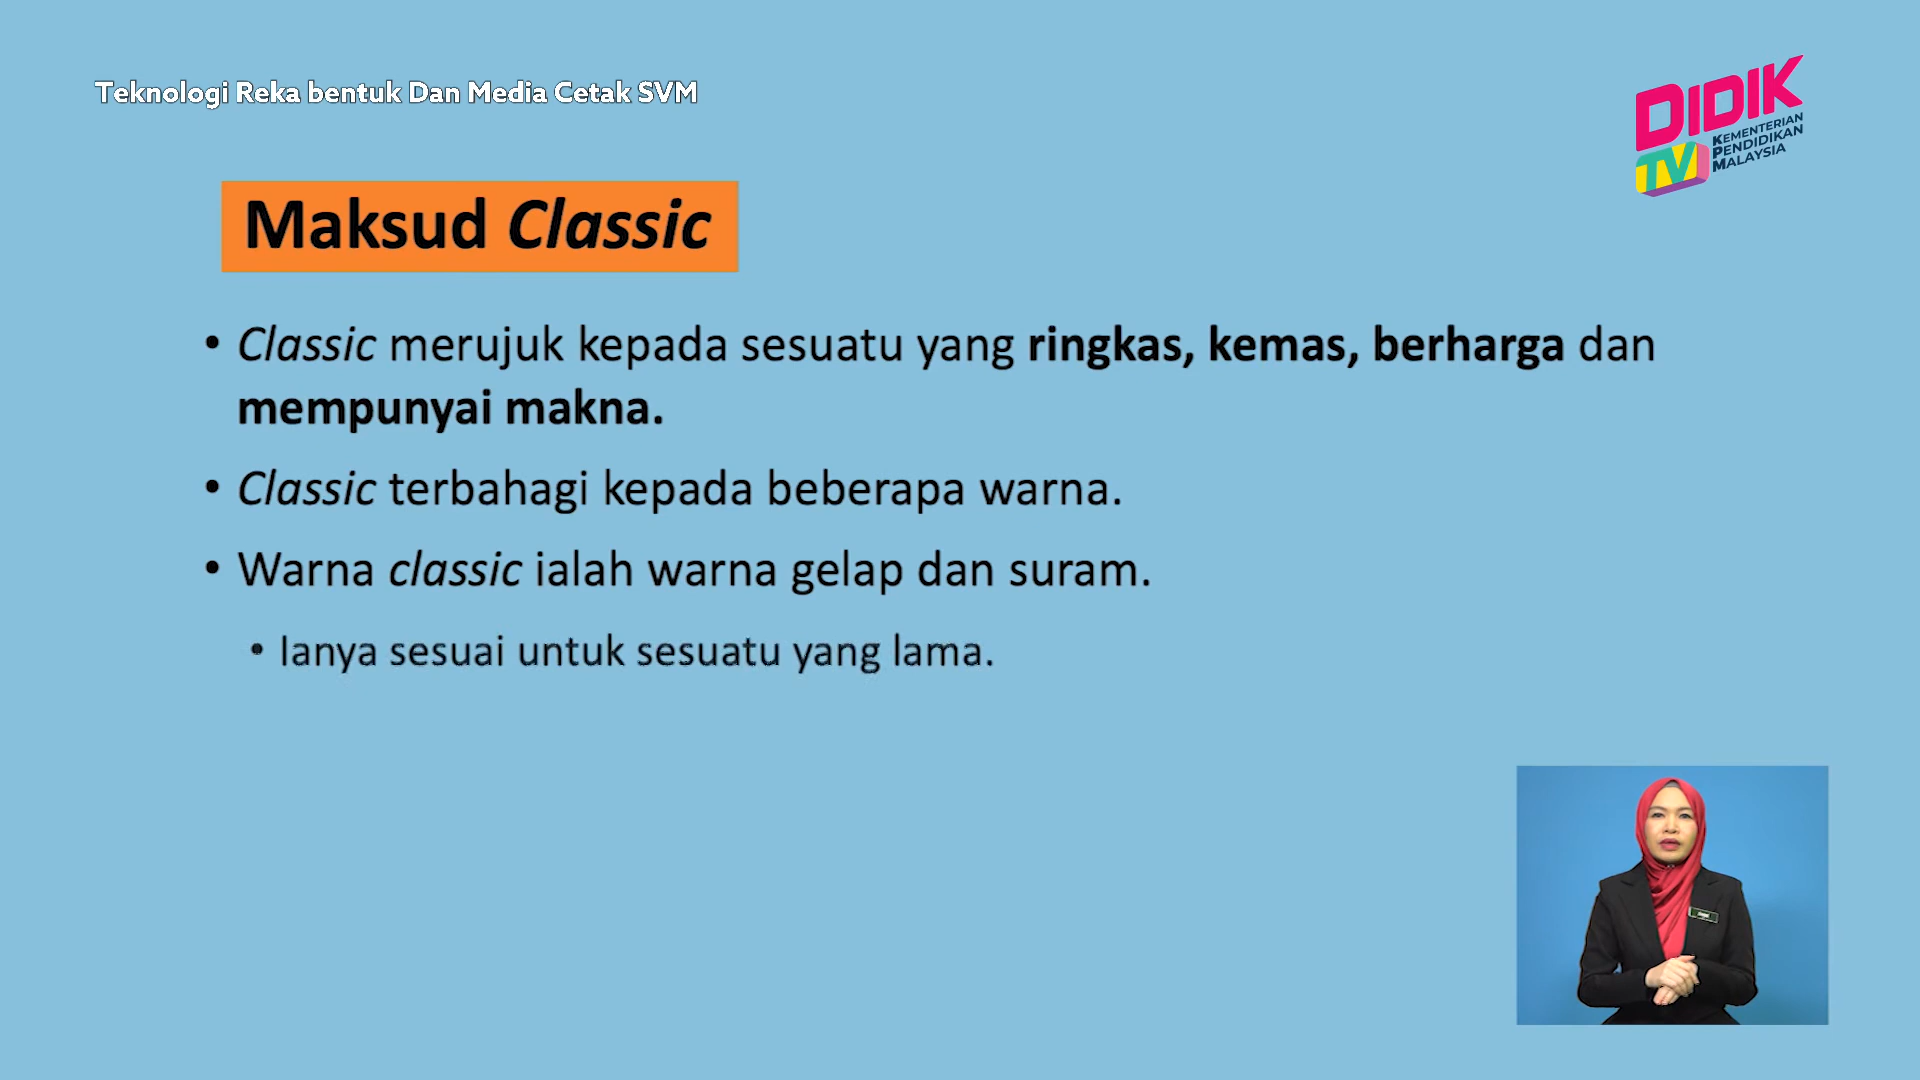 Teknologi Reka bentuk Dan Media Cetak SVM
DIDIK
TV
KEMENTERIAN
PENDIDIKAN
MALAYSIA
Maksud Classic
• Classic merujuk kepada sesuatu yang ringkas, kemas, berharga dan
mempunyai makna.
• Classic terbahagi kepada beberapa warna.
• Warna classic ialah warna gelap dan suram.
• Ianya sesuai untuk sesuatu yang lama.